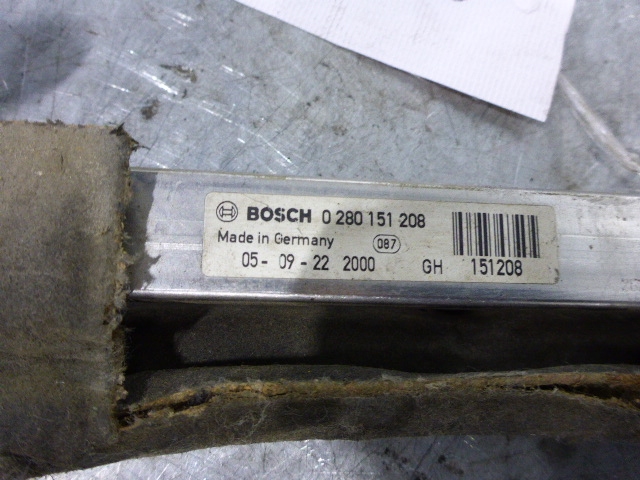 BOSCH 0 280 151 208
Made in Germany 087
05- 09 - 22 2000 GH 151208